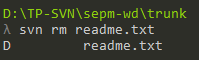 D:\TP-SVN\sepm-wd\trunk
λ svn rm readme.txt
D         readme.txt